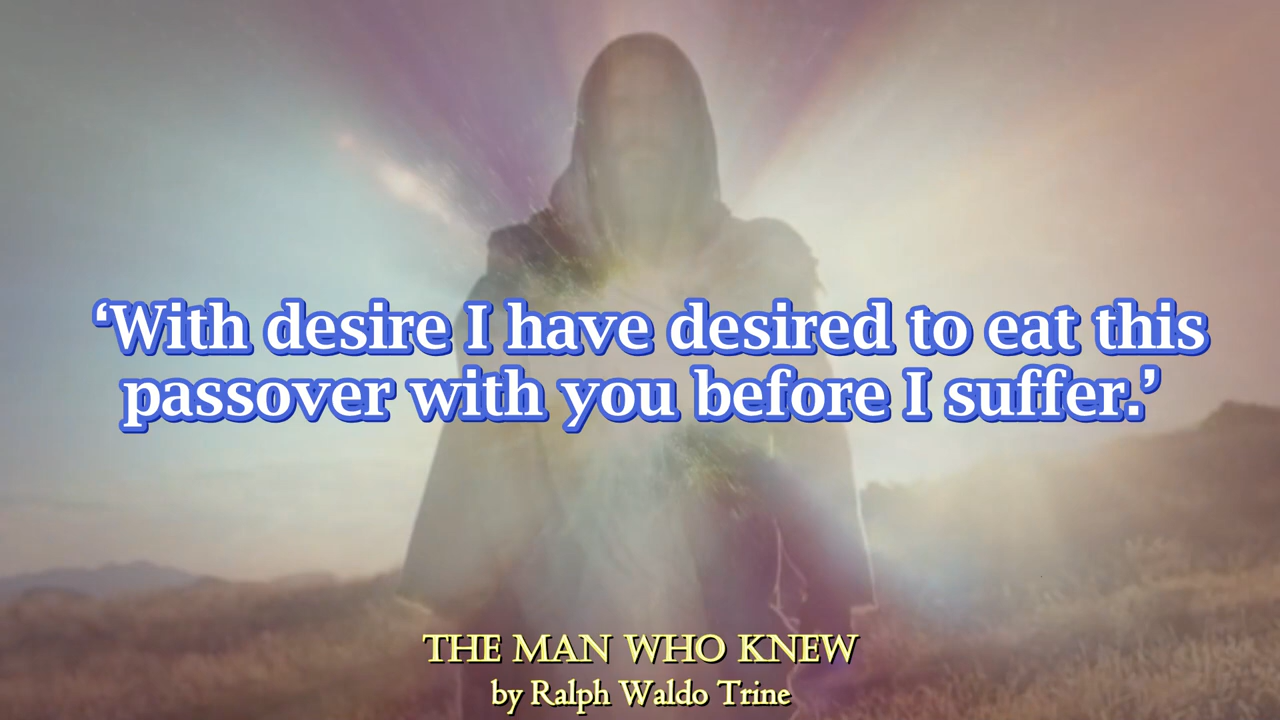 ‘With desire I have desired to eat this
passover with you before I suffer.’
THE MAN WHO KNEW
by Ralph Waldo Trine